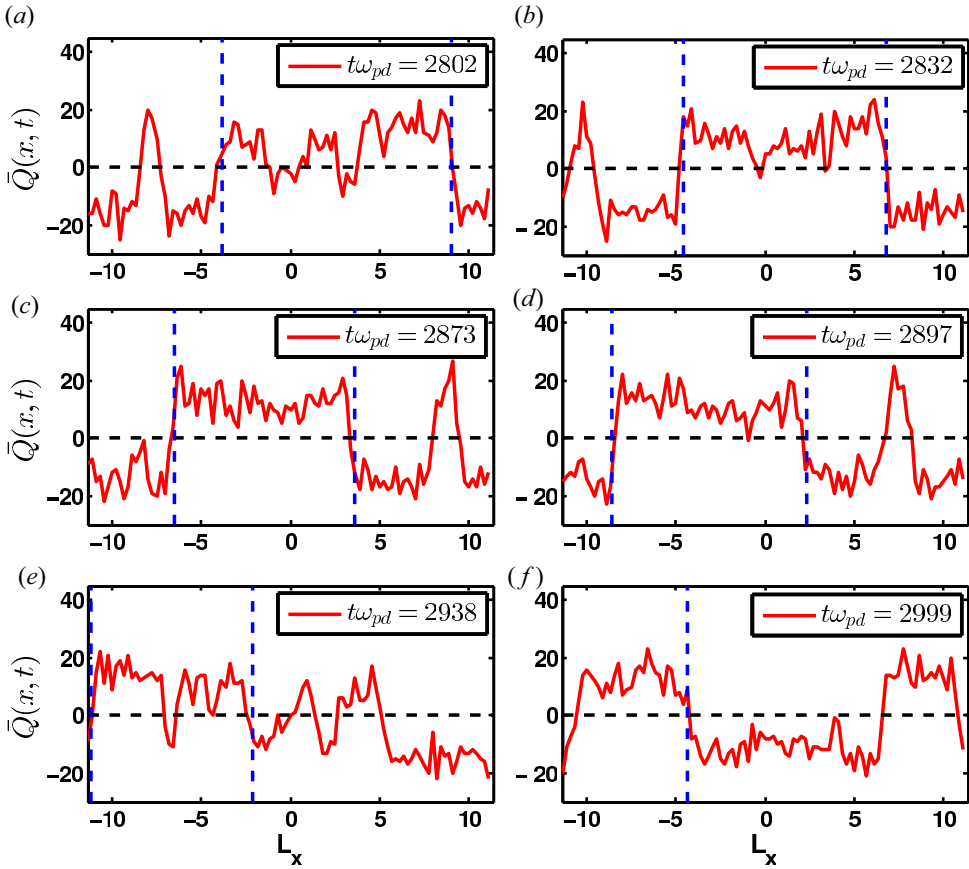 (a) (b)
tω_pd = 2802 tω_pd = 2832
Q̄(x, t)
40 20 0 −20
−10 −5 0 5 10
40 20 0 −20
−10 −5 0 5 10
(c) (d)
tω_pd = 2873 tω_pd = 2897
Q̄(x, t)
40 20 0 −20
−10 −5 0 5 10
40 20 0 −20
−10 −5 0 5 10
(e) (f)
tω_pd = 2938 tω_pd = 2999
Q̄(x, t)
40 20 0 −20
−10 −5 0 5 10
40 20 0 −20
−10 −5 0 5 10
L_x L_x